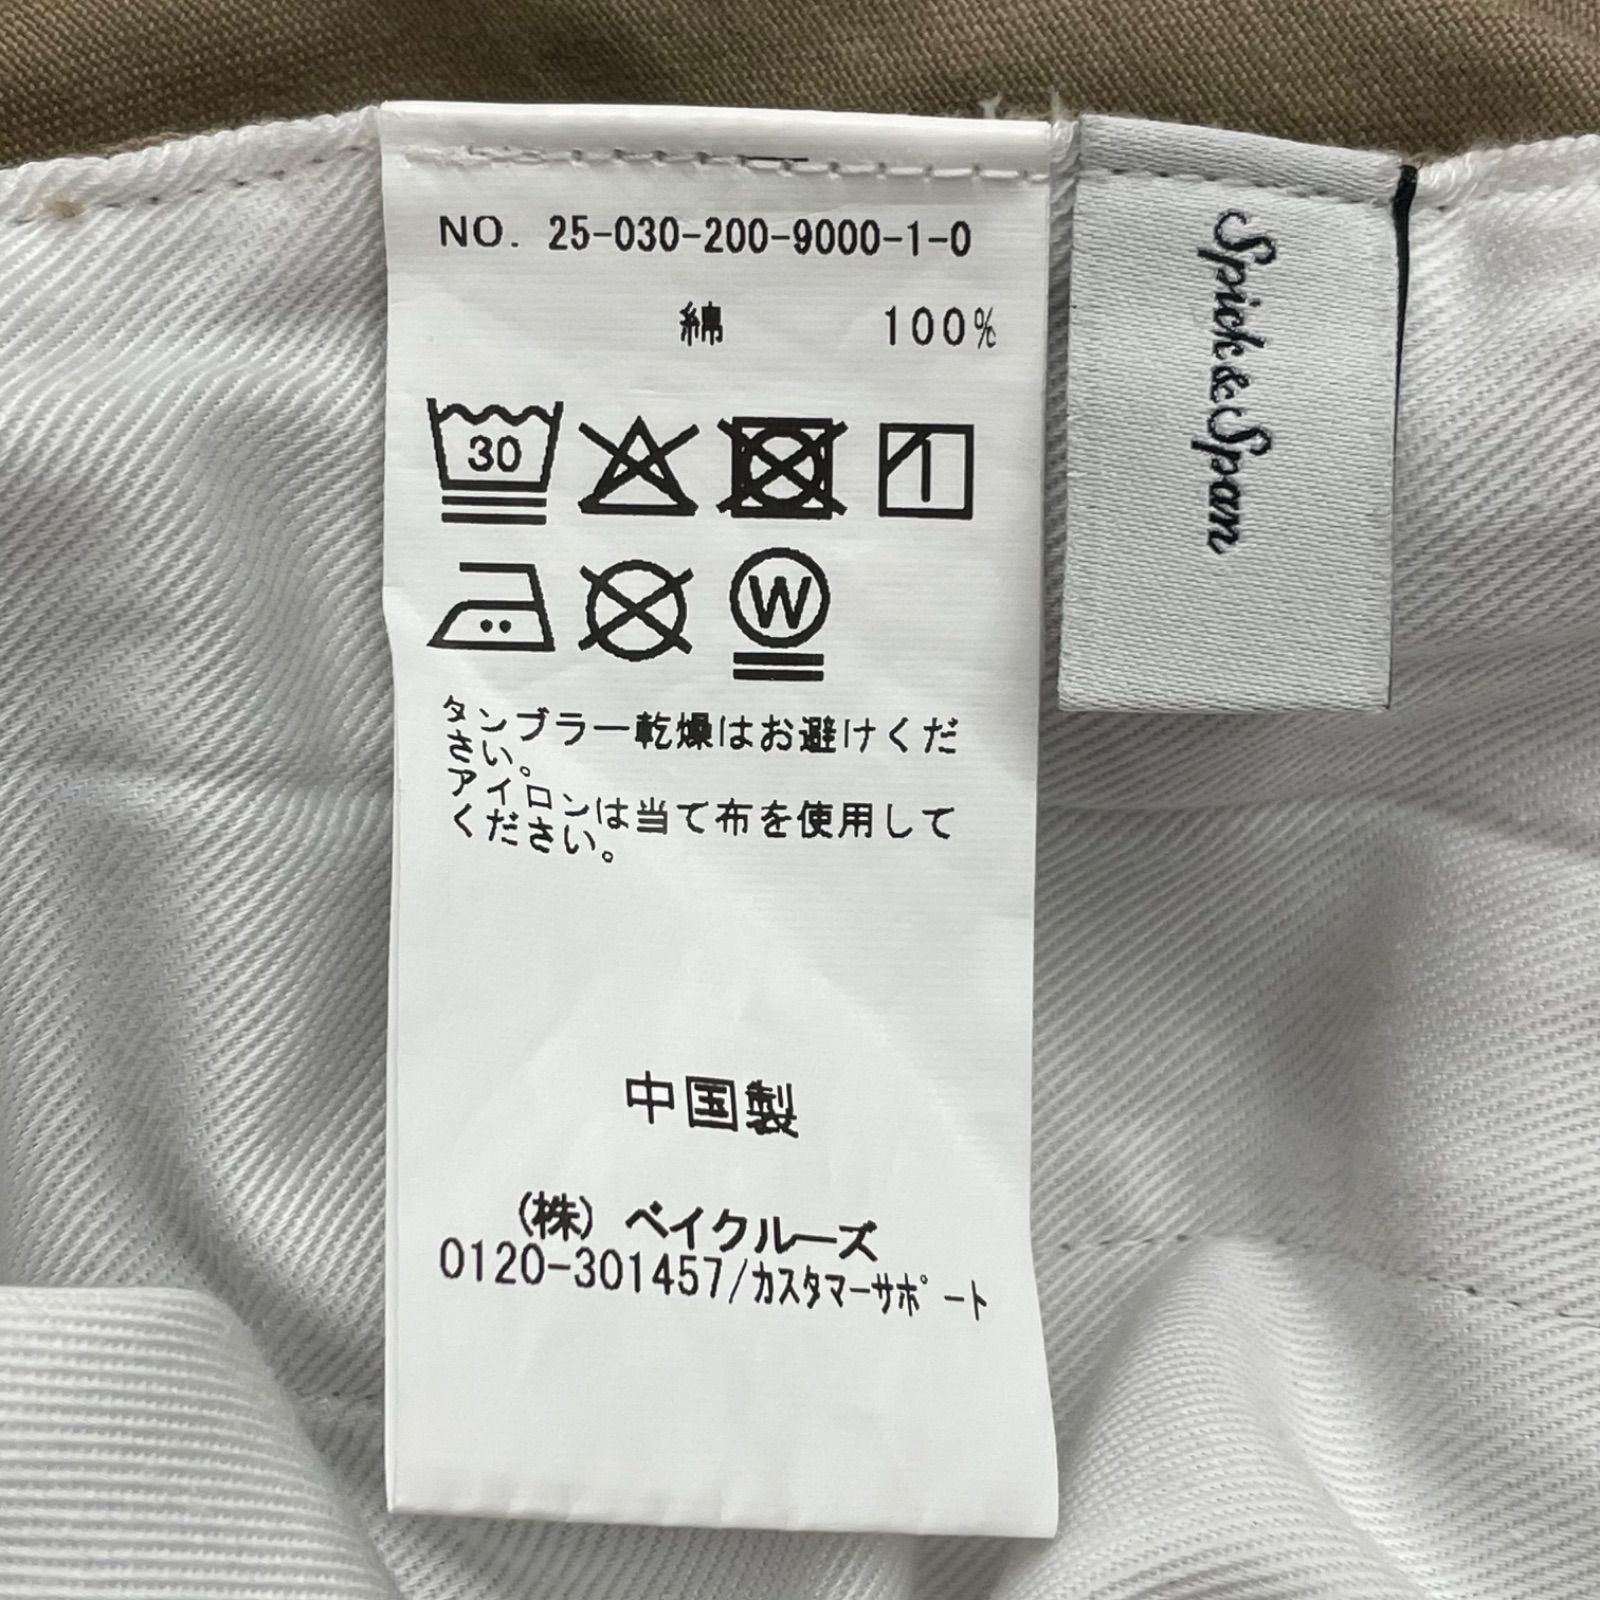 NO. 25-030-200-9000-1-0
綿 100%
30
W
タンブラー乾燥はお避けくだ
さい。
アイロンは当て布を使用して
ください。
中国製
(株) ベイクルーズ
0120-301457/カスタマーサポート
Spick&Span